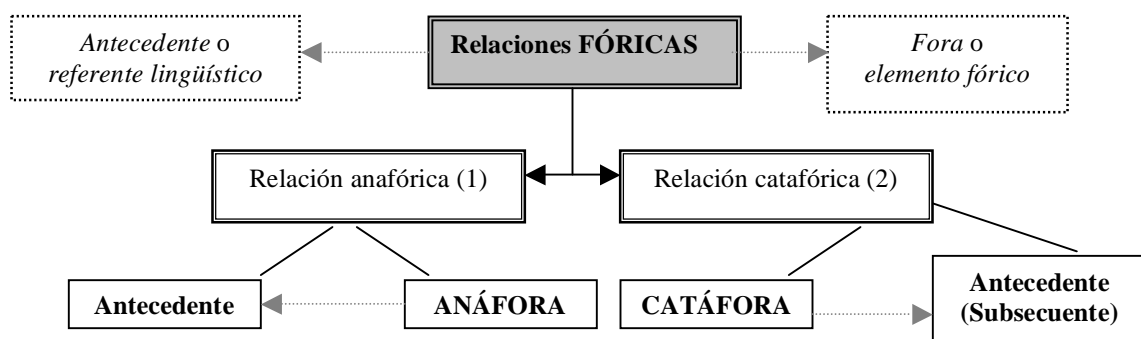 Antecedente o
referente lingüístico
Relaciones FÓRICAS
Fora o
elemento fórico
Relación anafórica (1)
Relación catafórica (2)
Antecedente
ANÁFORA
CATÁFORA
Antecedente
(Subsecuente)